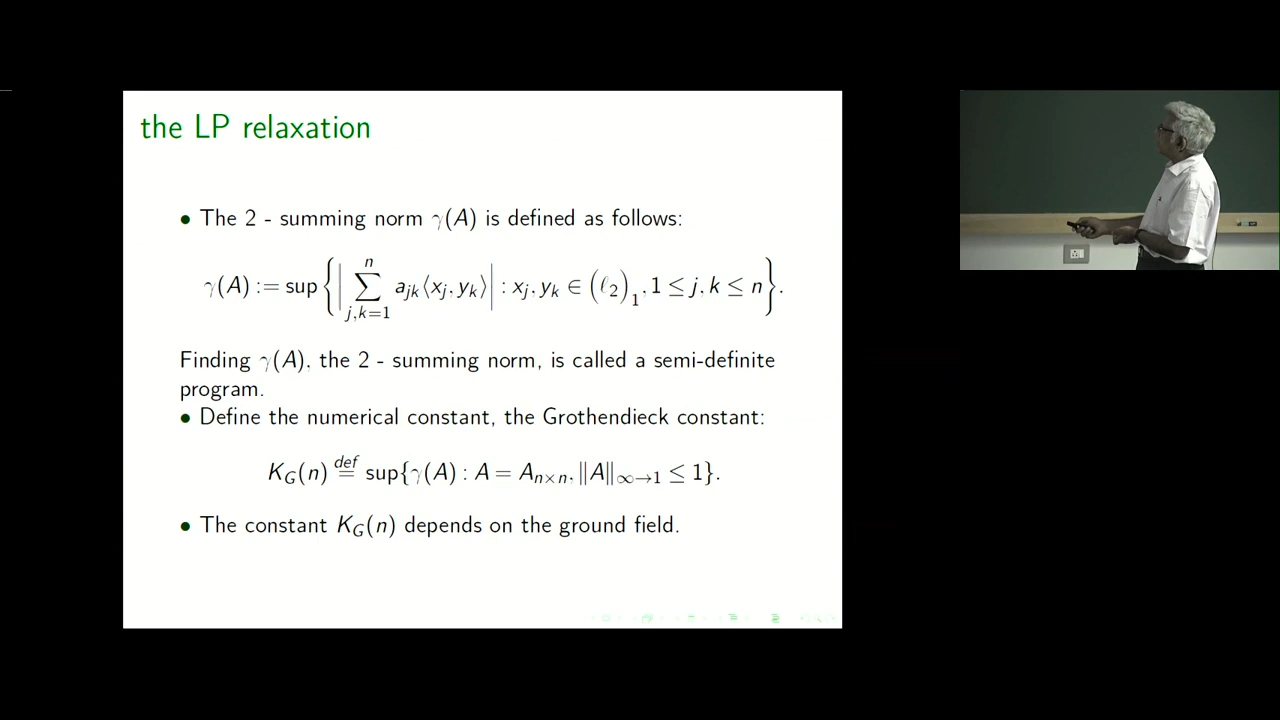 the LP relaxation
• The 2 - summing norm γ(A) is defined as follows:
γ(A) := sup{|∑_{j,k=1}^{n} a_{jk}⟨x_j, y_k⟩| : x_j, y_k ∈ (ℓ_2)_1, 1 ≤ j, k ≤ n}.
Finding γ(A), the 2 - summing norm, is called a semi-definite
program.
• Define the numerical constant, the Grothendieck constant:
K_G(n) \overset{def}{=} sup{γ(A) : A = A_{n×n}, ‖A‖_{∞→1} ≤ 1}.
• The constant K_G(n) depends on the ground field.